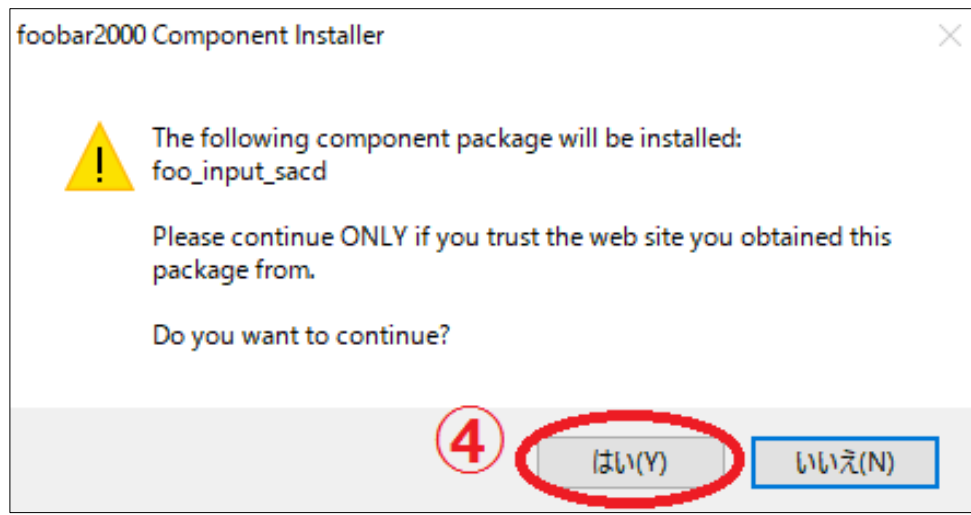 foobar2000 Component Installer
The following component package will be installed:
foo_input_sacd
Please continue ONLY if you trust the web site you obtained this
package from.
Do you want to continue?
④
はい(Y)
いいえ(N)